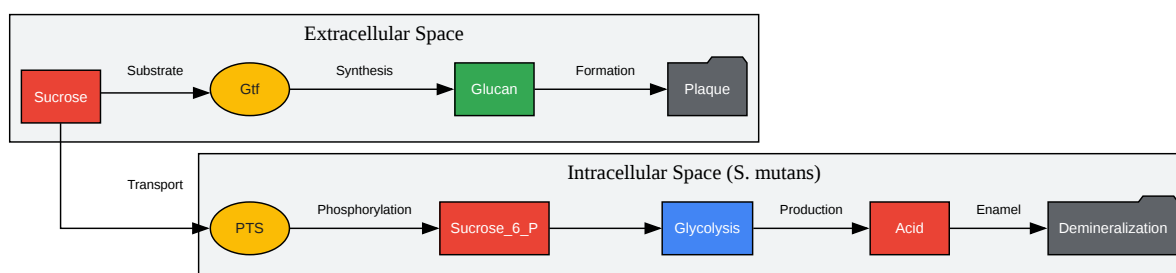 Extracellular Space
Substrate
Synthesis
Formation
Sucrose
Gtf
Glucan
Plaque
Intracellular Space (S. mutans)
Transport
Phosphorylation
Production
Enamel
PTS
Sucrose_6_P
Glycolysis
Acid
Demineralization